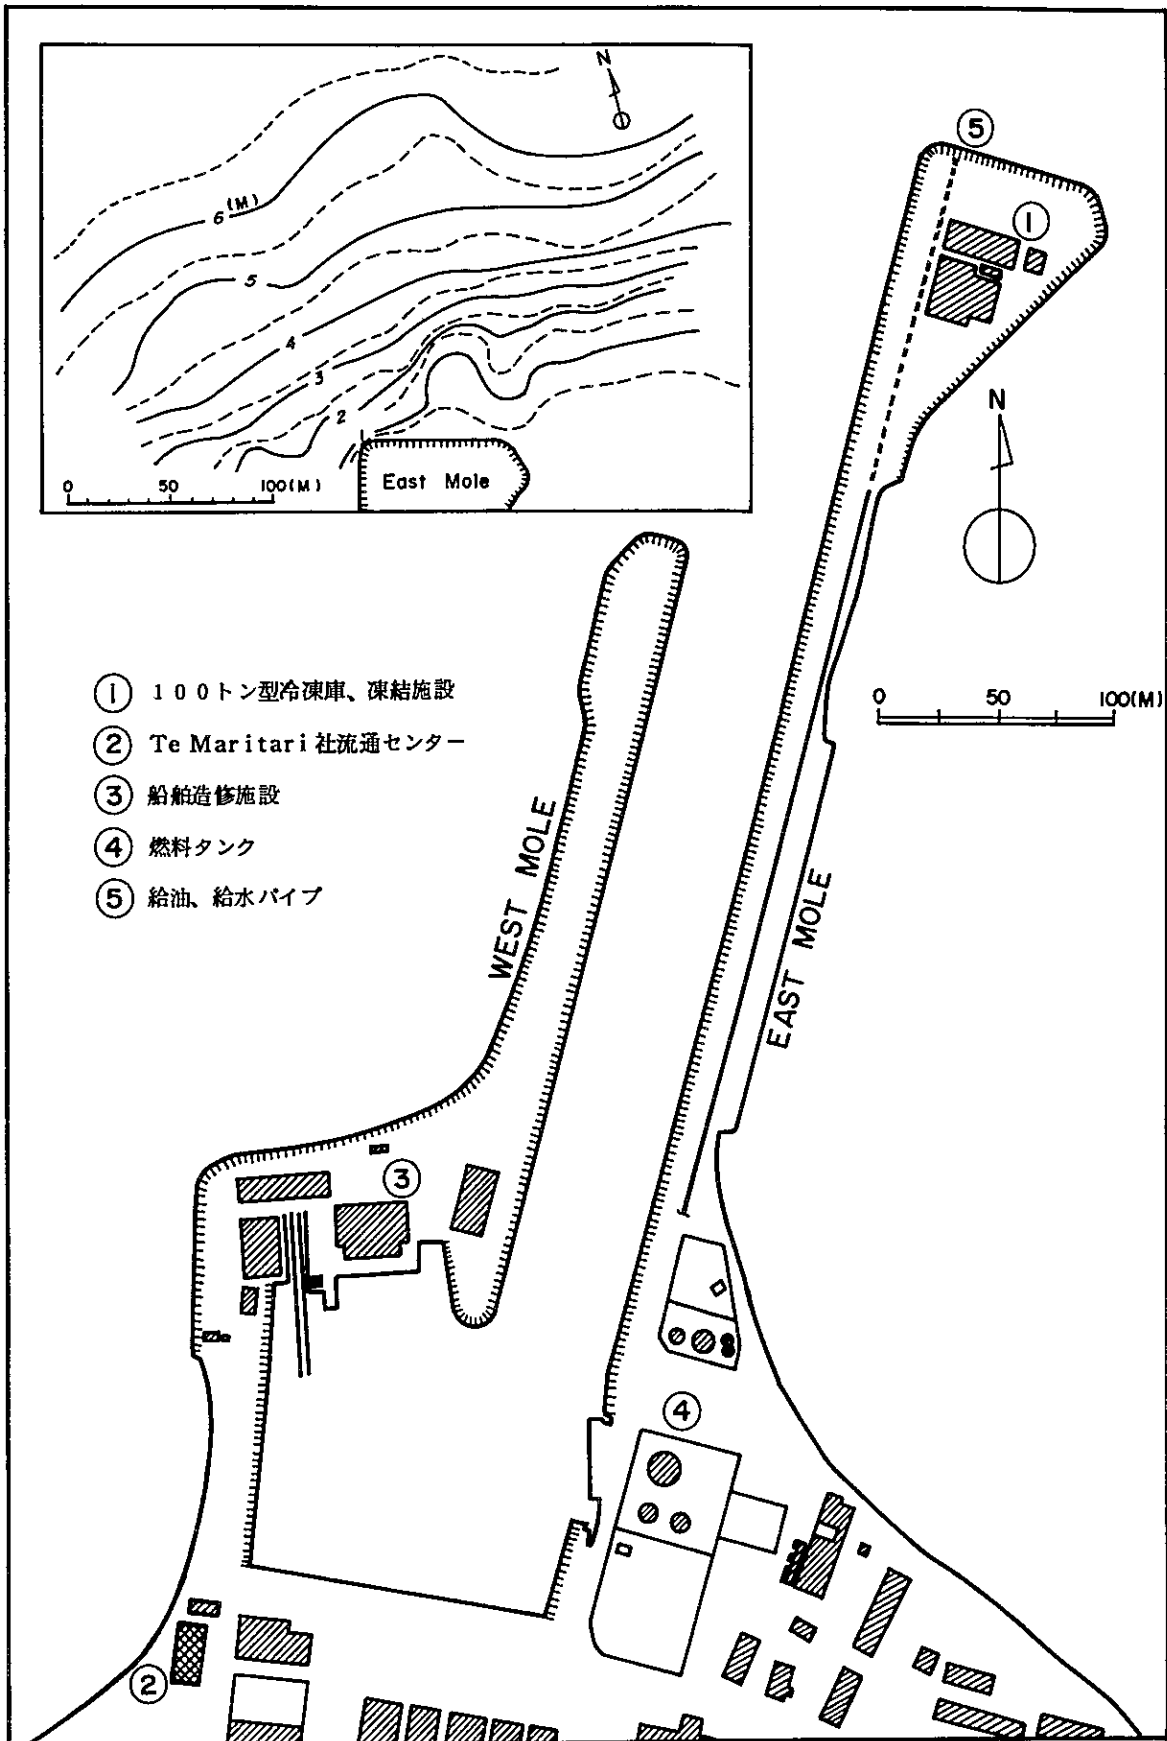 N
6 (M)
5
4
3
2
1
0 50 100(M)
East Mole
5
1
N
0 50 100(M)
① 100トン型冷凍庫、凍結施設
② Te Maritari 社流通センター
③ 船舶造修施設
④ 燃料タンク
⑤ 給油、給水パイプ
WEST MOLE
EAST MOLE
3
4
2